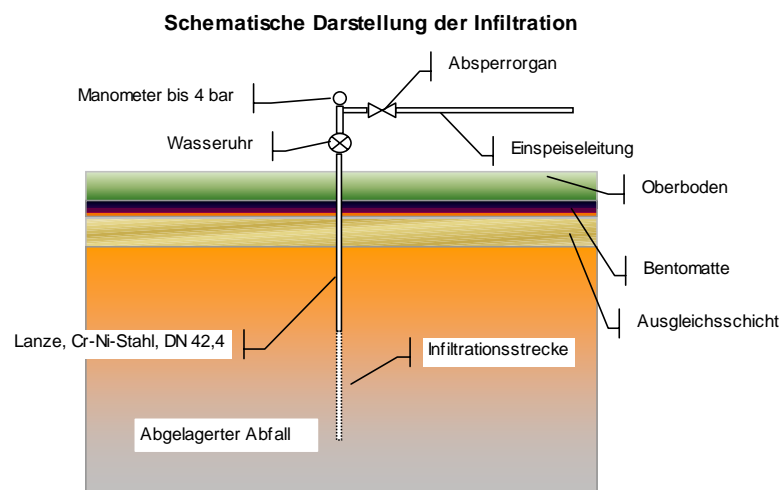 Schematische Darstellung der Infiltration
Absperrorgan
Manometer bis 4 bar
Wasseruhr
Einspeiseleitung
Oberboden
Bentomatte
Ausgleichsschicht
Lanze, Cr-Ni-Stahl, DN 42,4
Infiltrationsstrecke
Abgelagerter Abfall